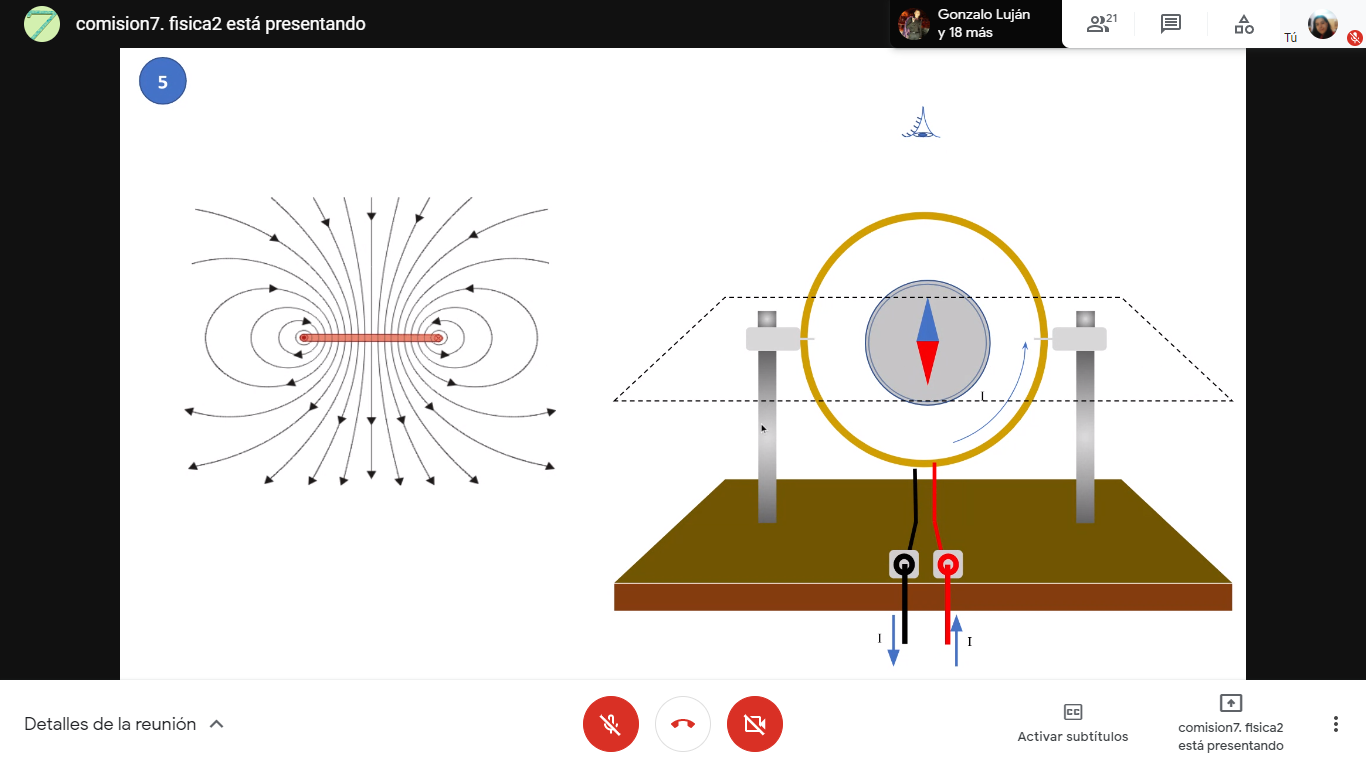 comision7. fisica2 está presentando
Gonzalo Luján
y 18 más
21
Tú
5
I
I
I
Detalles de la reunión
CC
Activar subtítulos
comision7. fisica2
está presentando